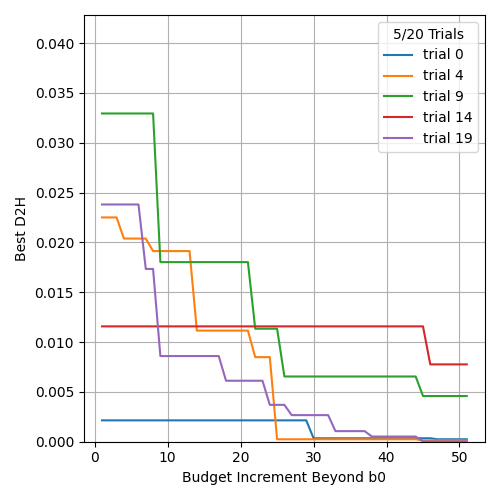 5/20 Trials
trial 0
trial 4
trial 9
trial 14
trial 19
0.040
0.035
0.030
0.025
0.020
0.015
0.010
0.005
0.000
Best D2H
0 10 20 30 40 50
Budget Increment Beyond b0